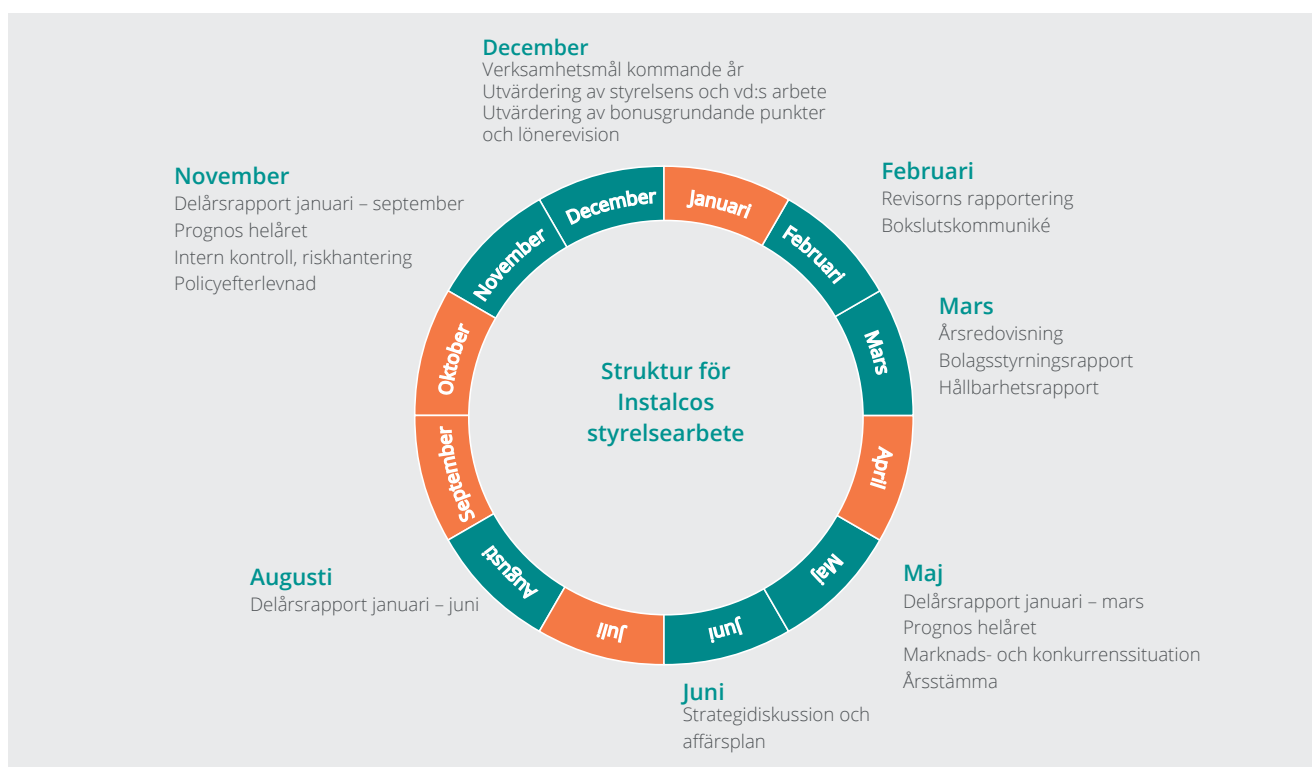 December
Verksamhetsmål kommande år
Utvärdering av styrelsens och vd:s arbete
Utvärdering av bonusgrundande punkter
och lönerevision
November
Delårsrapport januari – september
Prognos helåret
Intern kontroll, riskhantering
Policyefterlevnad
Februari
Revisorns rapportering
Bokslutskommuniké
Mars
Årsredovisning
Bolagsstyrningsrapport
Hållbarhetsrapport
Januari
Februari
Mars
April
Maj
Juni
Juli
Augusti
September
Oktober
November
December
Struktur för
Instalcos
styrelsearbete
Augusti
Delårsrapport januari – juni
Maj
Delårsrapport januari – mars
Prognos helåret
Marknads- och konkurrenssituation
Årsstämma
Juni
Strategidiskussion och
affärsplan